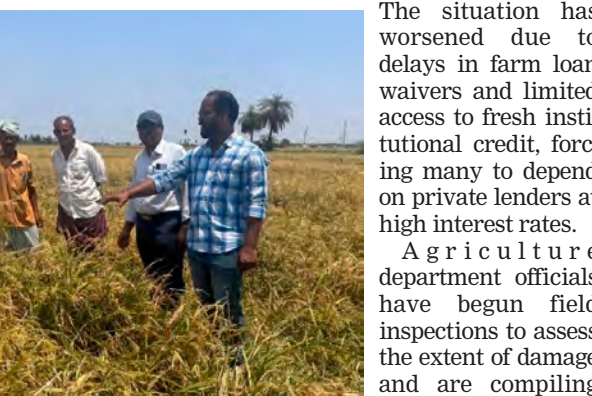 The situation has
worsened due to
delays in farm loan
waivers and limited
access to fresh insti
tutional credit, forc
ing many to depend
on private lenders at
high interest rates.
Agriculture
department officials
have begun field
inspections to assess
the extent of damage
and are compiling